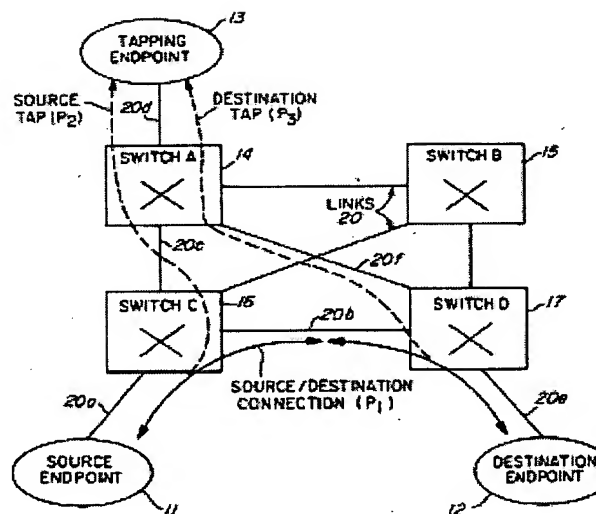 13
TAPPING
ENDPOINT
SOURCE
TAP (P2)
20d
DESTINATION
TAP (P3)
14
15
SWITCH A
SWITCH B
LINKS
20
20c
20f
SWITCH C
16
SWITCH D
17
20b
SOURCE/DESTINATION
CONNECTION (P1)
20a
20e
SOURCE
ENDPOINT
DESTINATION
ENDPOINT
11
12